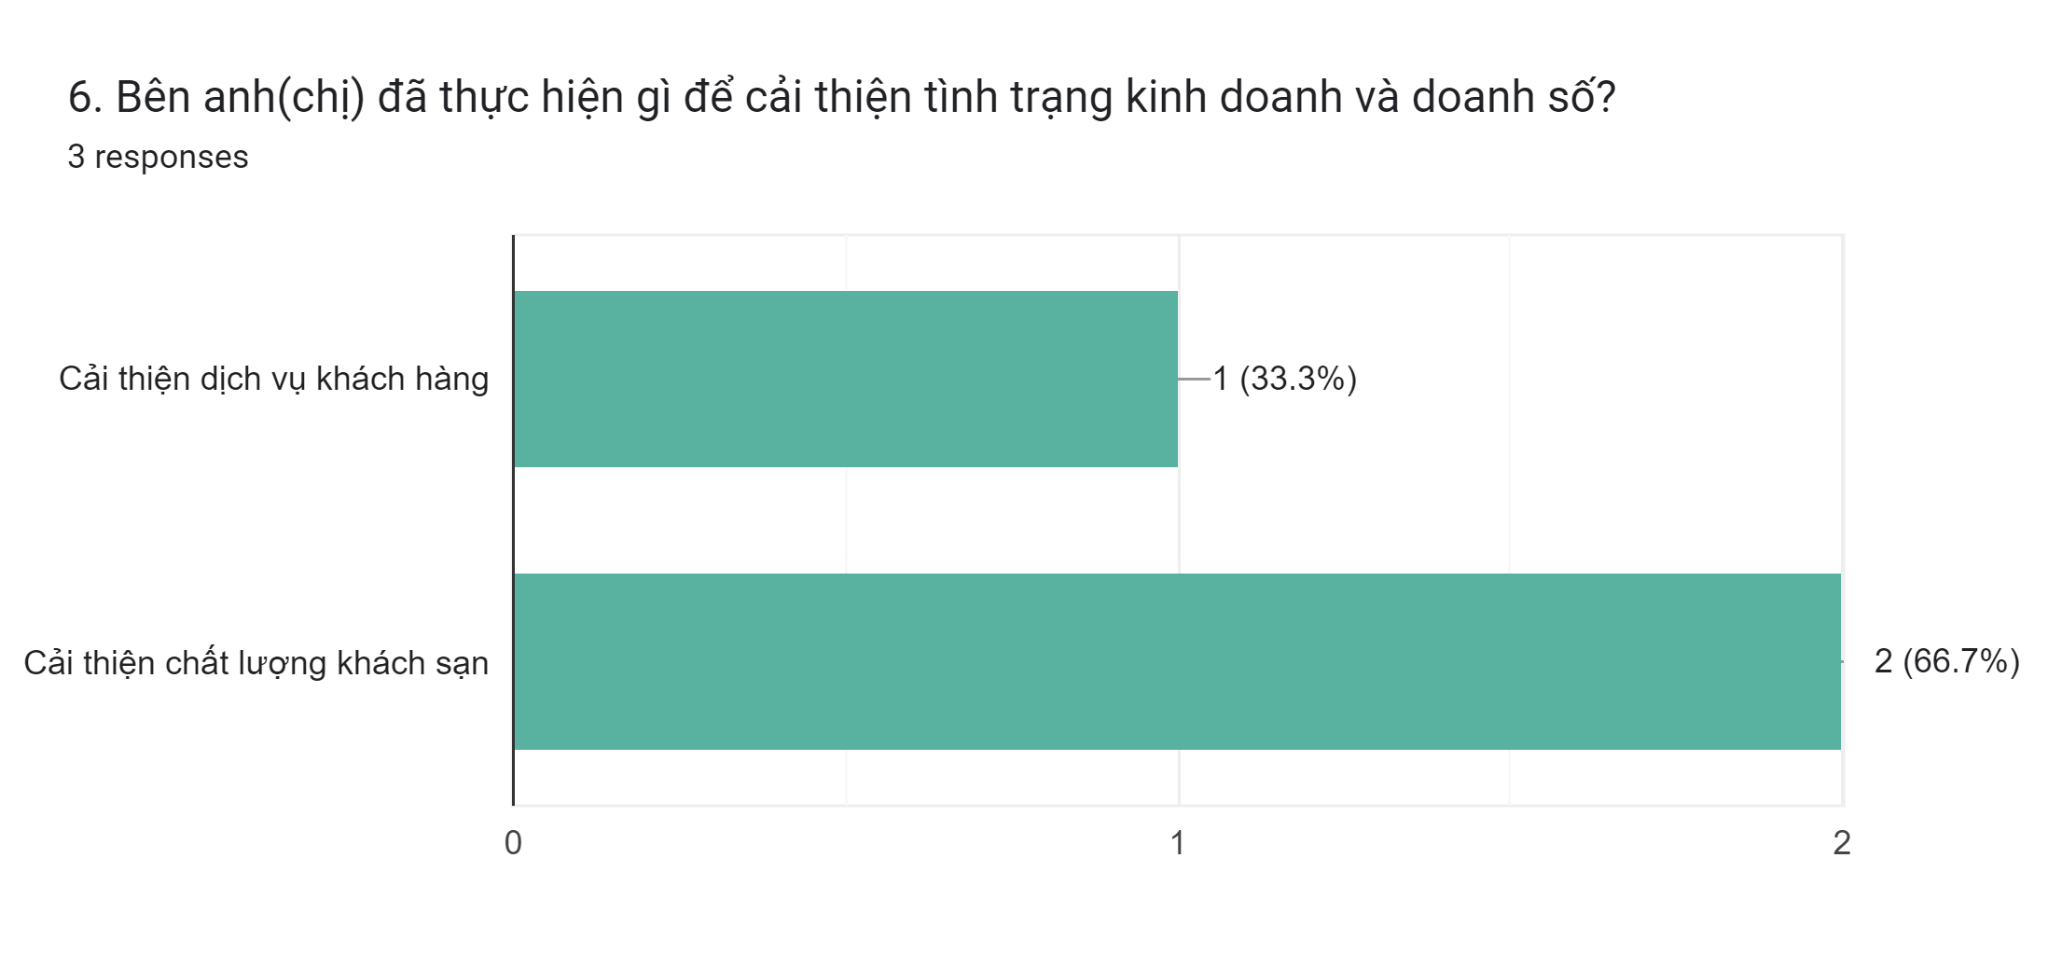 6. Bên anh(chị) đã thực hiện gì để cải thiện tình trạng kinh doanh và doanh số?
3 responses
Cải thiện dịch vụ khách hàng
1 (33.3%)
Cải thiện chất lượng khách sạn
2 (66.7%)
0
1
2